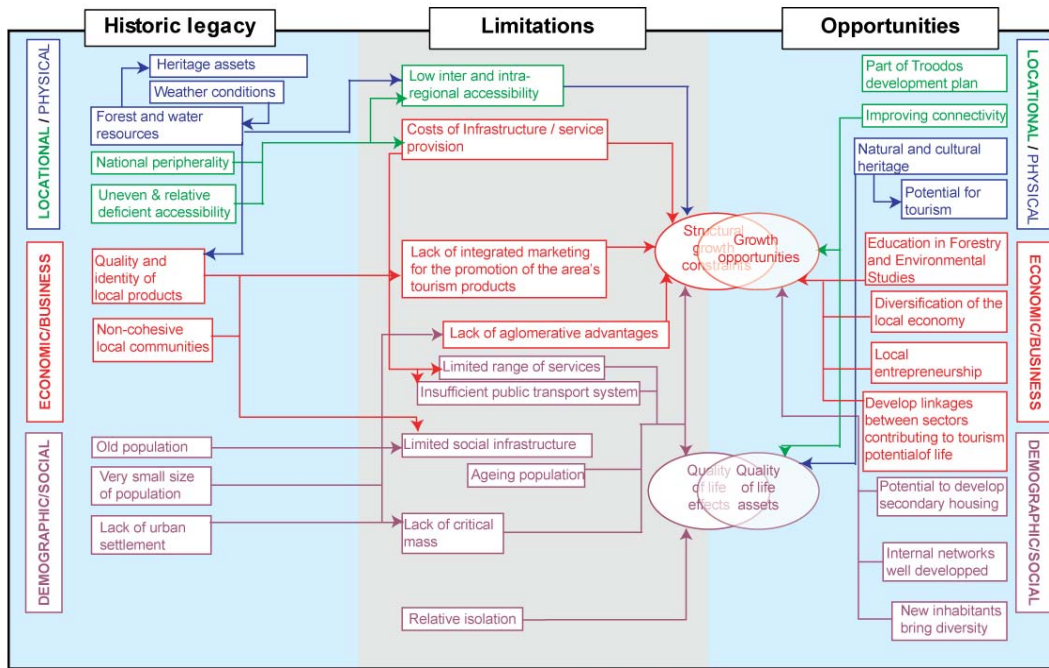 Historic legacy
Limitations
Opportunities
LOCATIONAL / PHYSICAL
Heritage assets
Weather conditions
Forest and water
resources
National peripherality
Uneven & relative
deficient accessibility
ECONOMIC/BUSINESS
Quality and
identity of
local products
Non-cohesive
local communities
DEMOGRAPHIC/SOCIAL
Old population
Very small size
of population
Lack of urban
settlement
Low inter and intra-
regional accessibility
Costs of Infrastructure / service
provision
Lack of integrated marketing
for the promotion of the area's
tourism products
Lack of aglomerative advantages
Limited range of services
Insufficient public transport system
Limited social infrastructure
Ageing population
Lack of critical
mass
Relative isolation
Structural
growth
constraints
Growth
opportunities
Quality
of life
effects
Quality
of life
assets
Part of Troodos
development plan
Improving connectivity
Natural and cultural
heritage
Potential for
tourism
Education in Forestry
and Environmental
Studies
Diversification of the
local economy
Local
entrepreneurship
Develop linkages
between sectors
contributing to tourism
potentialof life
Potential to develop
secondary housing
Internal networks
well developped
New inhabitants
bring diversity
LOCATIONAL / PHYSICAL
ECONOMIC/BUSINESS
DEMOGRAPHIC/SOCIAL